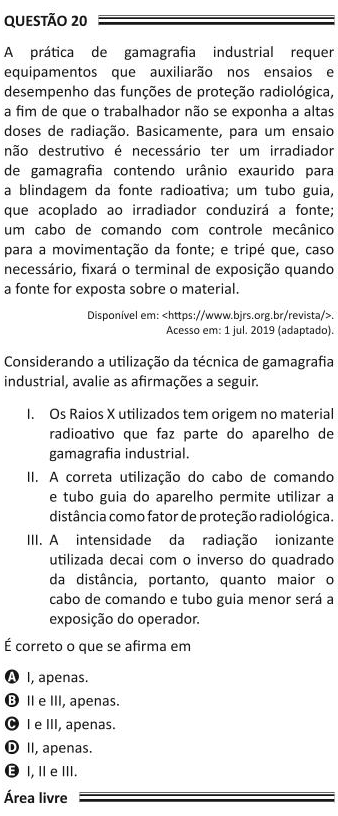 QUESTÃO 20
A prática de gamagrafia industrial requer
equipamentos que auxiliarão nos ensaios e
desempenho das funções de proteção radiológica,
a fim de que o trabalhador não se exponha a altas
doses de radiação. Basicamente, para um ensaio
não destrutivo é necessário ter um irradiador
de gamagrafia contendo urânio exaurido para
a blindagem da fonte radioativa; um tubo guia,
que acoplado ao irradiador conduzirá a fonte;
um cabo de comando com controle mecânico
para a movimentação da fonte; e tripé que, caso
necessário, fixará o terminal de exposição quando
a fonte for exposta sobre o material.
Disponível em: <https://www.bjrs.org.br/revista/>.
Acesso em: 1 jul. 2019 (adaptado).
Considerando a utilização da técnica de gamagrafia
industrial, avalie as afirmações a seguir.
I. Os Raios X utilizados tem origem no material
radioativo que faz parte do aparelho de
gamagrafia industrial.
II. A correta utilização do cabo de comando
e tubo guia do aparelho permite utilizar a
distância como fator de proteção radiológica.
III. A intensidade da radiação ionizante
utilizada decai com o inverso do quadrado
da distância, portanto, quanto maior o
cabo de comando e tubo guia menor será a
exposição do operador.
É correto o que se afirma em
A I, apenas.
B II e III, apenas.
C I e III, apenas.
D II, apenas.
E I, II e III.
Área livre